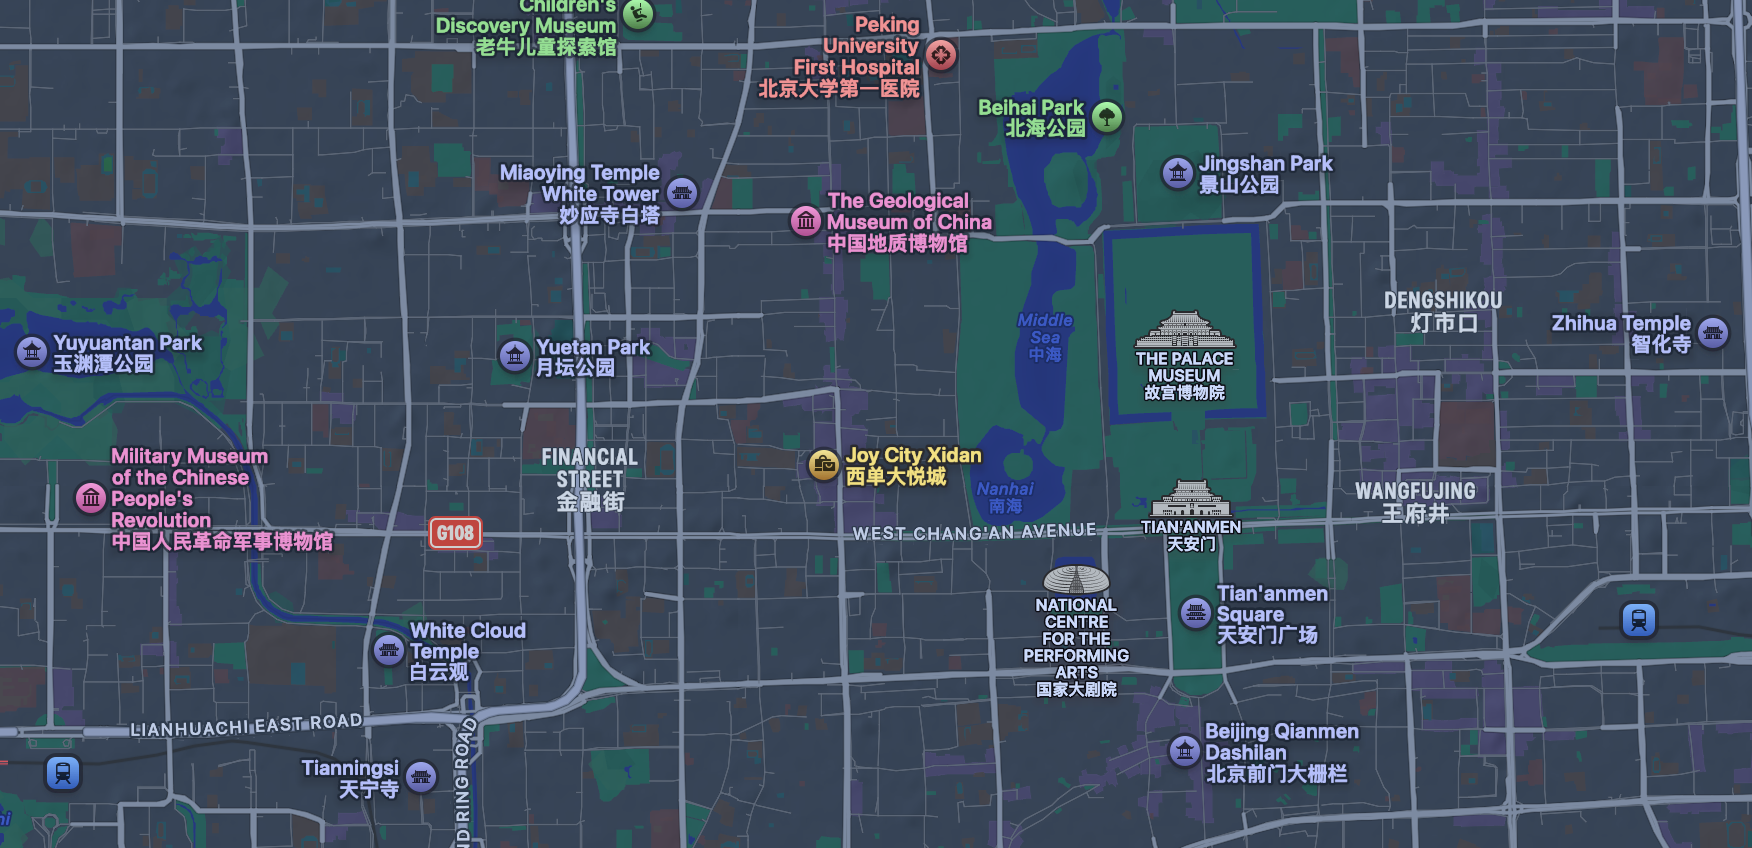 Children's
Discovery Museum
老牛儿童探索馆
Peking
University
First Hospital
北京大学第一医院
Beihai Park
北海公园
Miaoying Temple
White Tower
妙应寺白塔
The Geological
Museum of China
中国地质博物馆
Jingshan Park
景山公园
Yuyuantan Park
玉渊潭公园
Yuetan Park
月坛公园
Middle
Sea
中海
THE PALACE
MUSEUM
故宫博物院
DENGSHIKOU
灯市口
Zhihua Temple
智化寺
Military Museum
of the Chinese
People's
Revolution
中国人民革命军事博物馆
FINANCIAL
STREET
金融街
Joy City Xidan
西单大悦城
Nanhai
南海
WANGFUJING
王府井
G108
WEST CHANG'AN AVENUE
TIAN'ANMEN
天安门
NATIONAL
CENTRE
FOR THE
PERFORMING
ARTS
国家大剧院
Tian'anmen
Square
天安门广场
White Cloud
Temple
白云观
LIANHUACHI EAST ROAD
ND RING ROAD
Tianningsi
天宁寺
Beijing Qianmen
Dashilan
北京前门大栅栏
hi